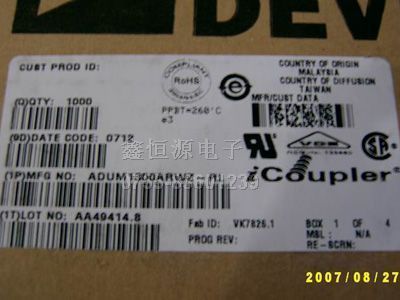 DEV
CUST PROD ID:
COMPLIANT
RoHS
COUNTRY OF ORIGIN
MALAYSIA
COUNTRY OF DIFFUSION
TAIWAN
MFR/CUST DATA
(Q)QTY: 1000
PPBT=260'C
e3
(9D)DATE CODE: 0712
VDE
鑫恒源电子
(1P)MFG NO: ADUM1300ARWZ
iCoupler
(1T)LOT NO: AA49414.8
Fab ID: VK7826.1
BOX 1 OF 4
PROG REV:
MSL : N/A
RE-SCRN:
2007/08/27